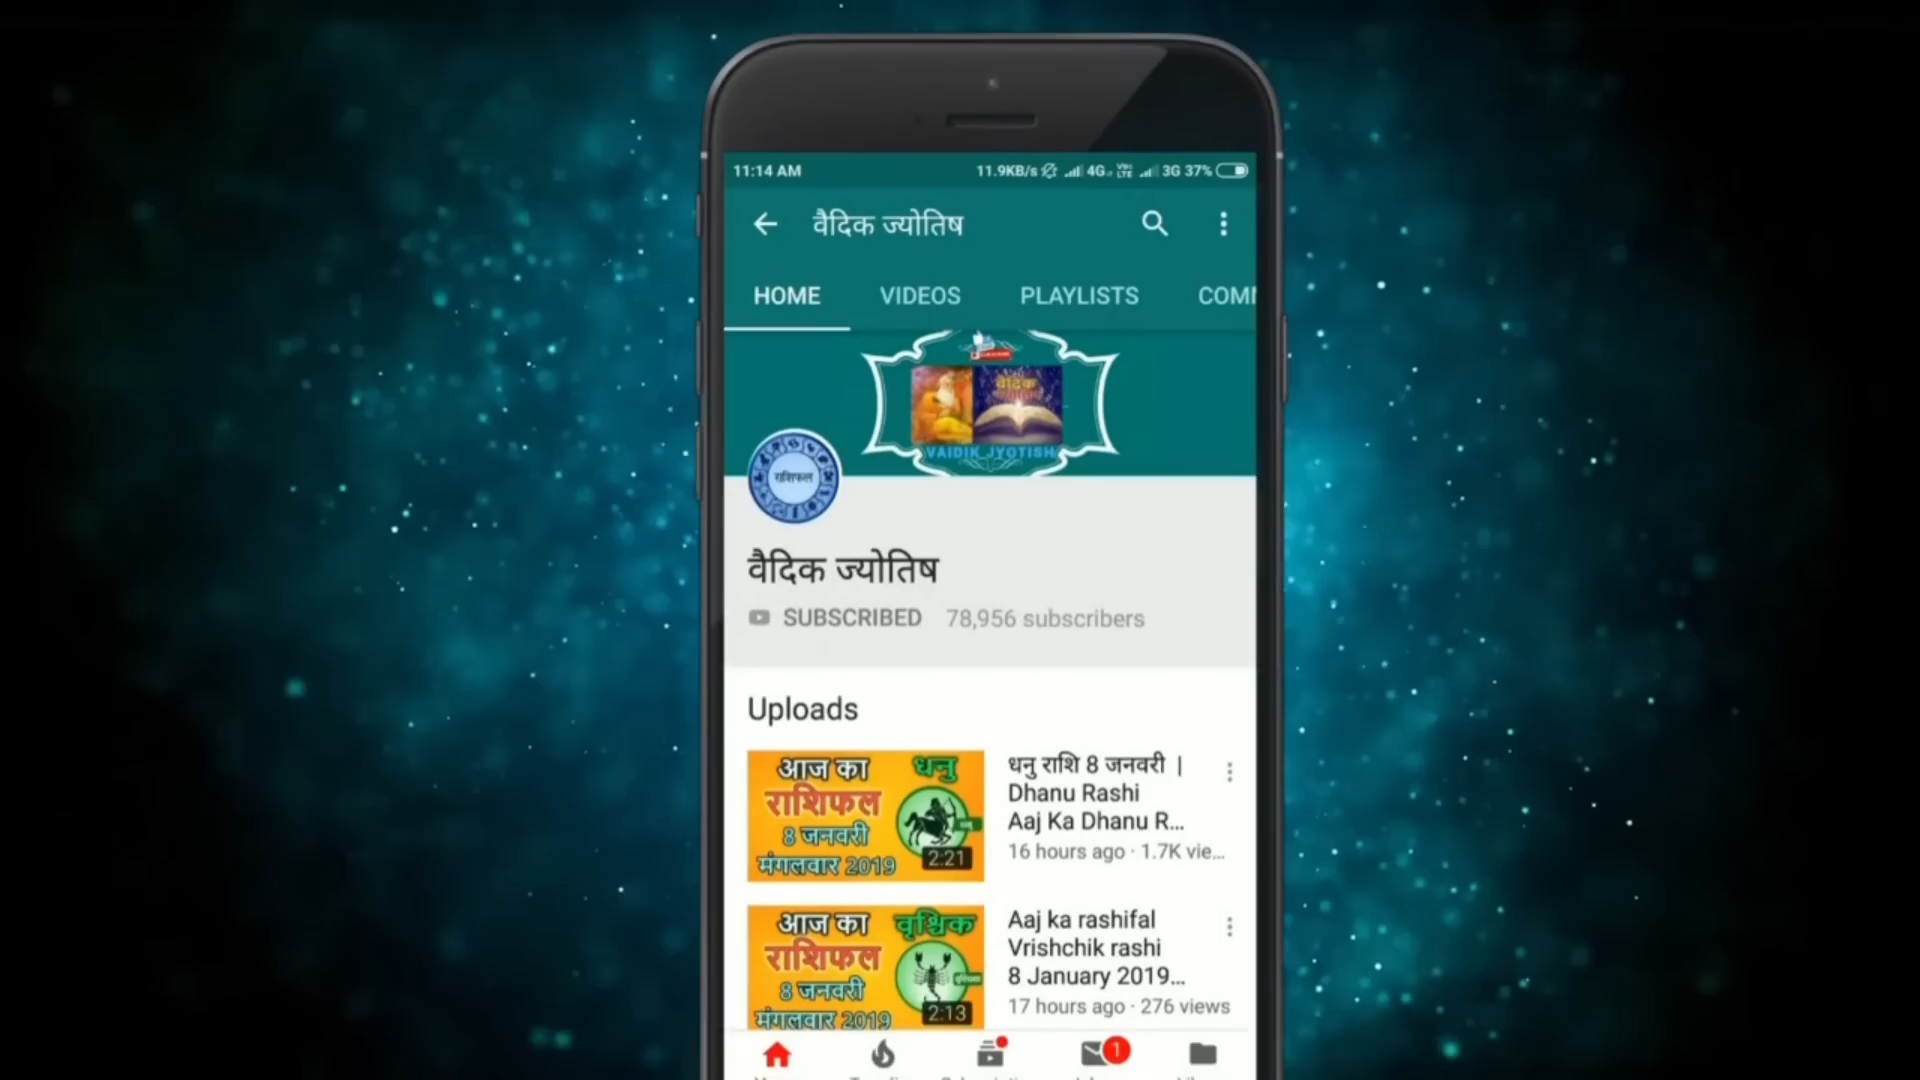 11:14 AM 11.9KB/s 4G VoLTE 3G 37%
वैदिक ज्योतिष
HOME VIDEOS PLAYLISTS
SUBSCRIBE
वैदिक
VAIDIK JYOTISH
राशिफल
वैदिक ज्योतिष
SUBSCRIBED 78,956 subscribers
Uploads
आज का धनु
राशिफल
8 जनवरी
मंगलवार 2019
2:21
धनु राशि 8 जनवरी |
Dhanu Rashi
Aaj Ka Dhanu R...
16 hours ago · 1.7K vie...
आज का वृश्चिक
राशिफल
8 जनवरी
मंगलवार 2019
2:13
Aaj ka rashifal
Vrishchik rashi
8 January 2019...
17 hours ago · 276 views
1